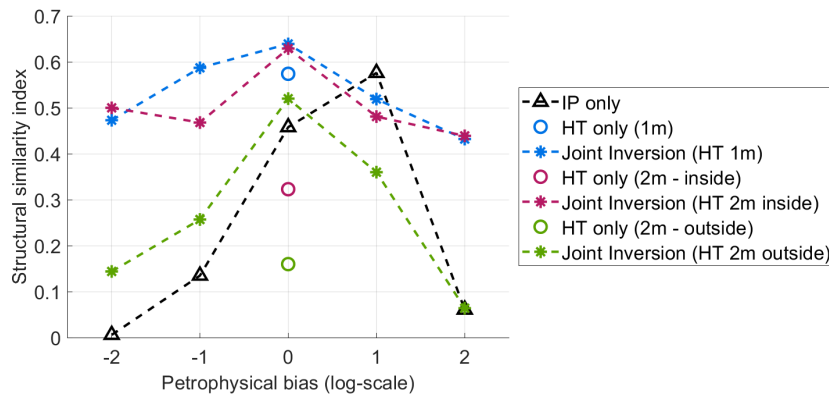 0.7
0.6
0.5
0.4
0.3
0.2
0.1
0
Structural similarity index
-2 -1 0 1 2
Petrophysical bias (log-scale)
IP only
HT only (1m)
Joint Inversion (HT 1m)
HT only (2m - inside)
Joint Inversion (HT 2m inside)
HT only (2m - outside)
Joint Inversion (HT 2m outside)